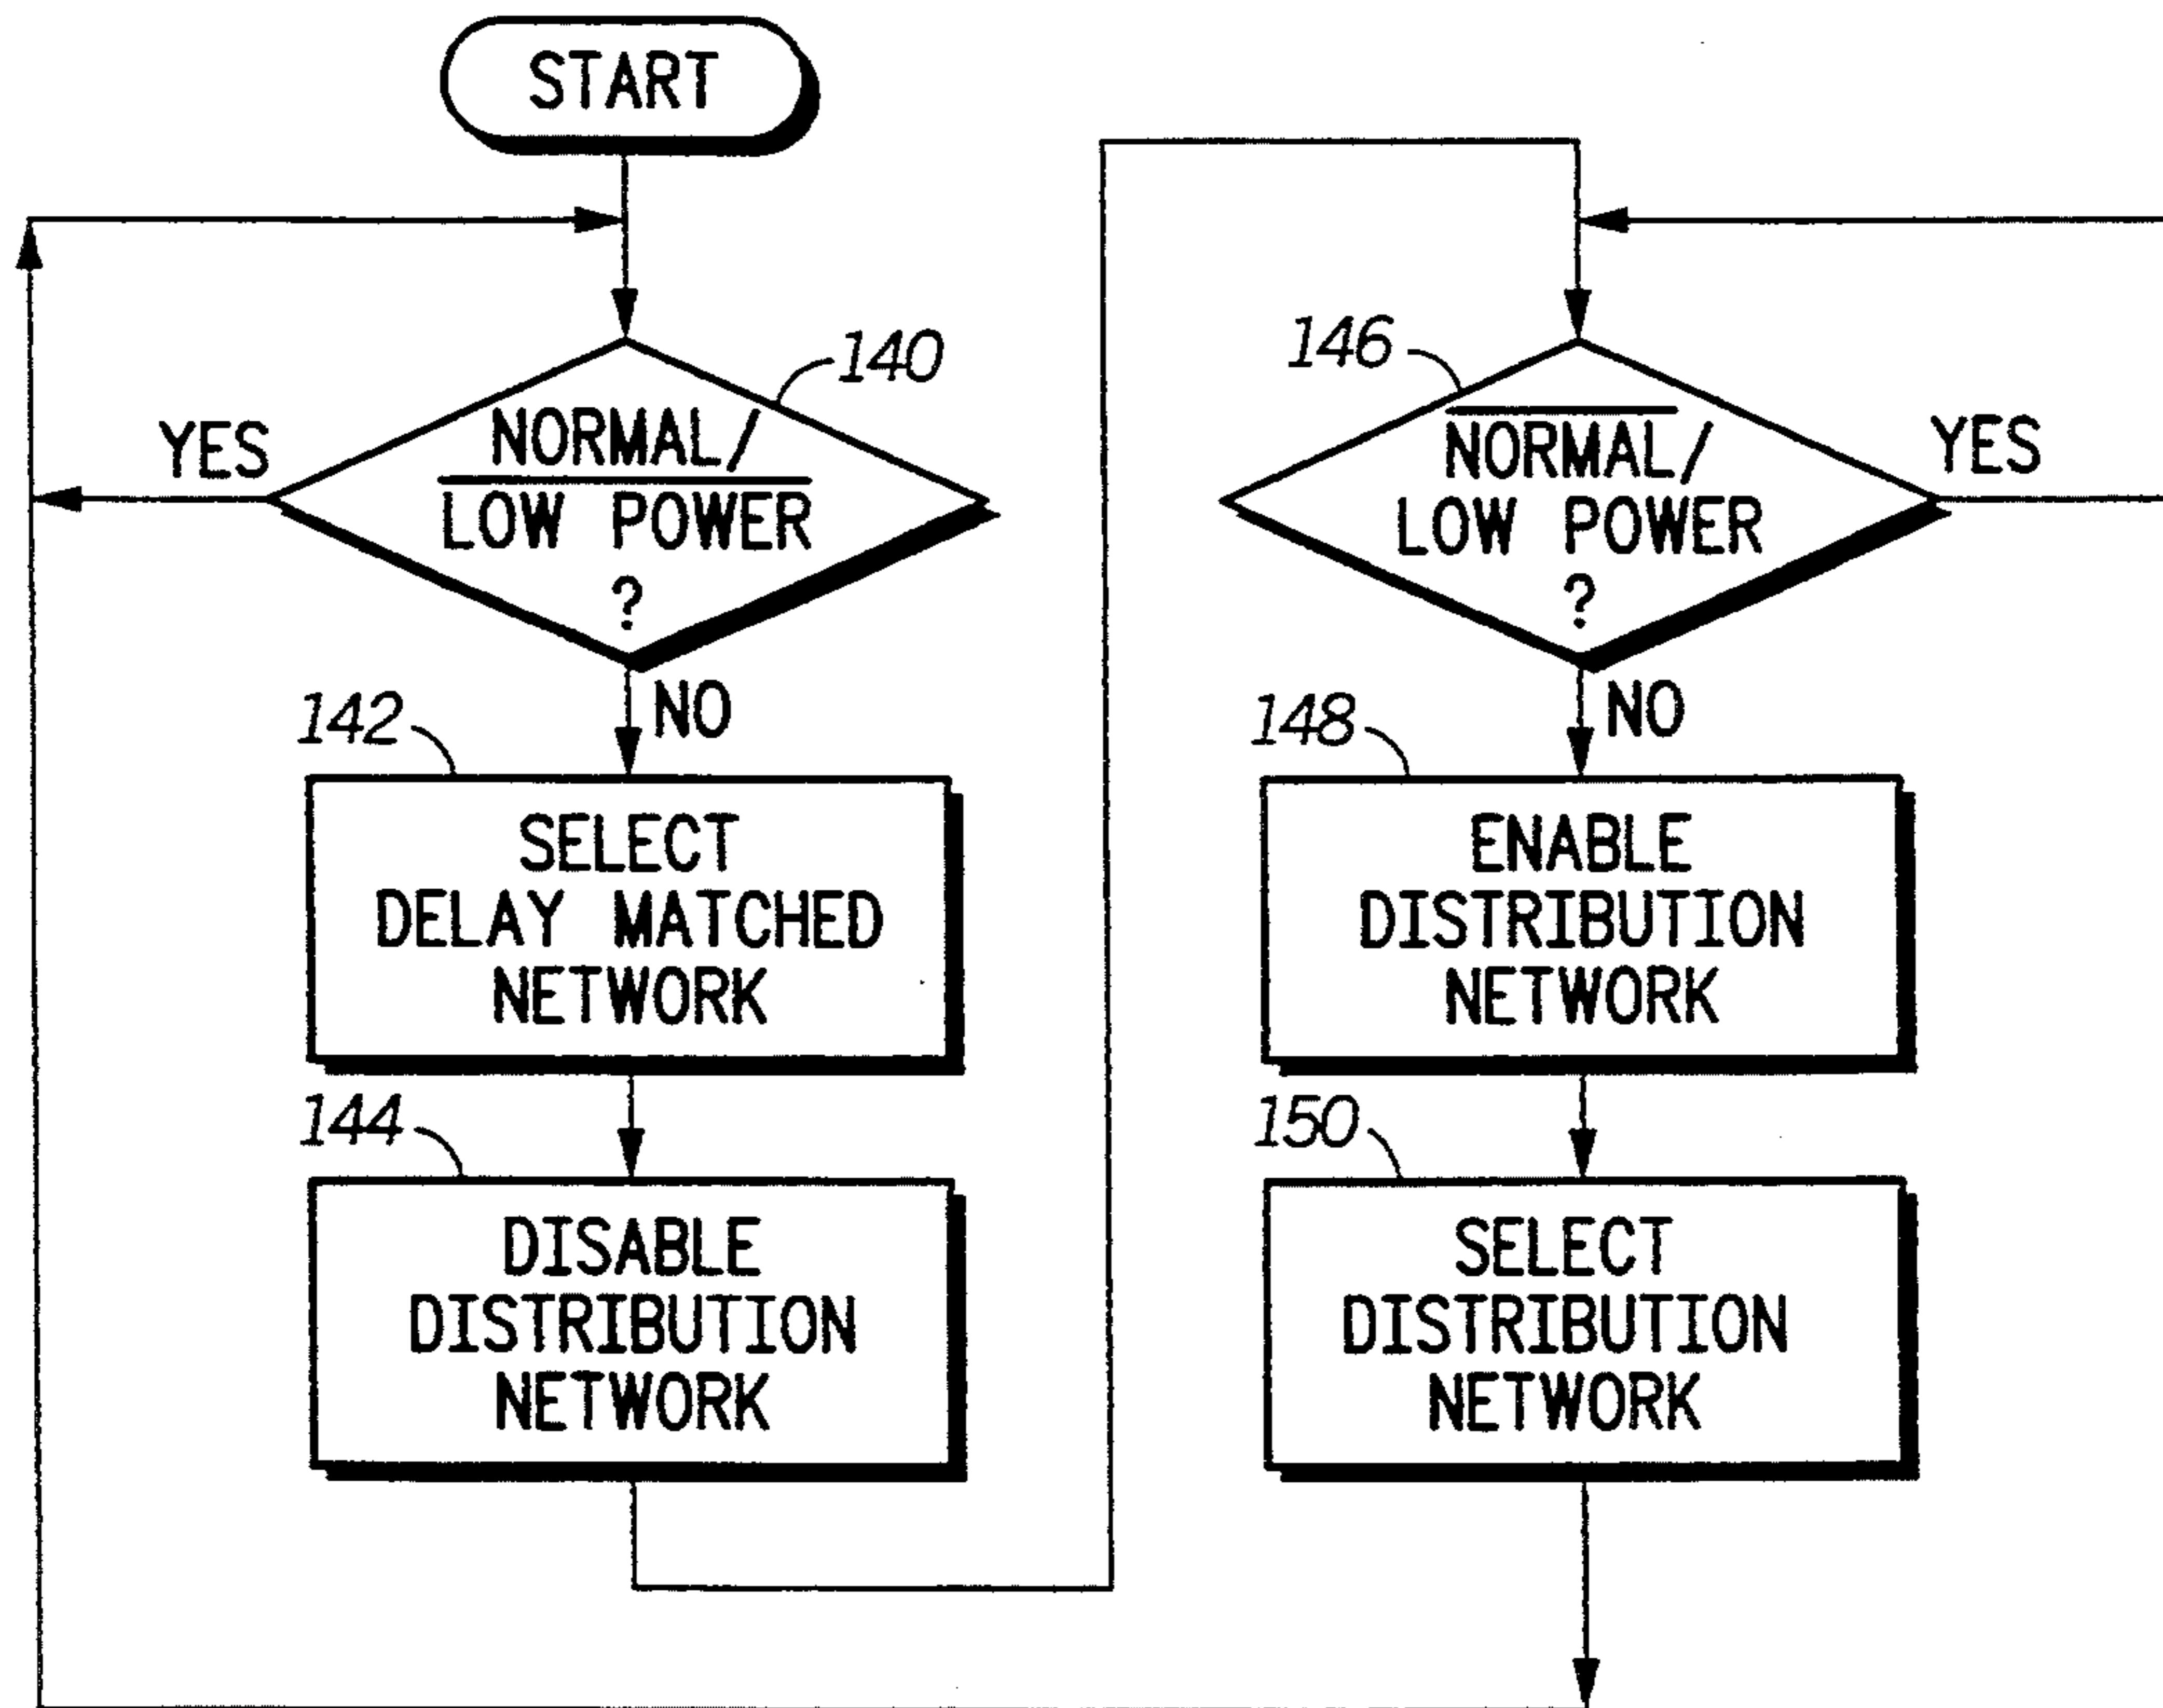 START
140
YES
NORMAL/
LOW POWER
?
NO
142
SELECT
DELAY MATCHED
NETWORK
144
DISABLE
DISTRIBUTION
NETWORK
146
NORMAL/
LOW POWER
?
YES
NO
148
ENABLE
DISTRIBUTION
NETWORK
150
SELECT
DISTRIBUTION
NETWORK